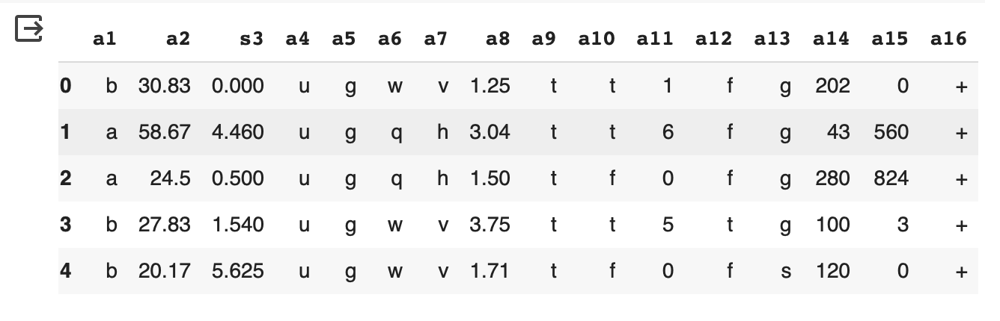 a1 a2 s3 a4 a5 a6 a7 a8 a9 a10 a11 a12 a13 a14 a15 a16
0 b 30.83 0.000 u g w v 1.25 t t 1 f g 202 0 +
1 a 58.67 4.460 u g q h 3.04 t t 6 f g 43 560 +
2 a 24.5 0.500 u g q h 1.50 t f 0 f g 280 824 +
3 b 27.83 1.540 u g w v 3.75 t t 5 t g 100 3 +
4 b 20.17 5.625 u g w v 1.71 t f 0 f s 120 0 +